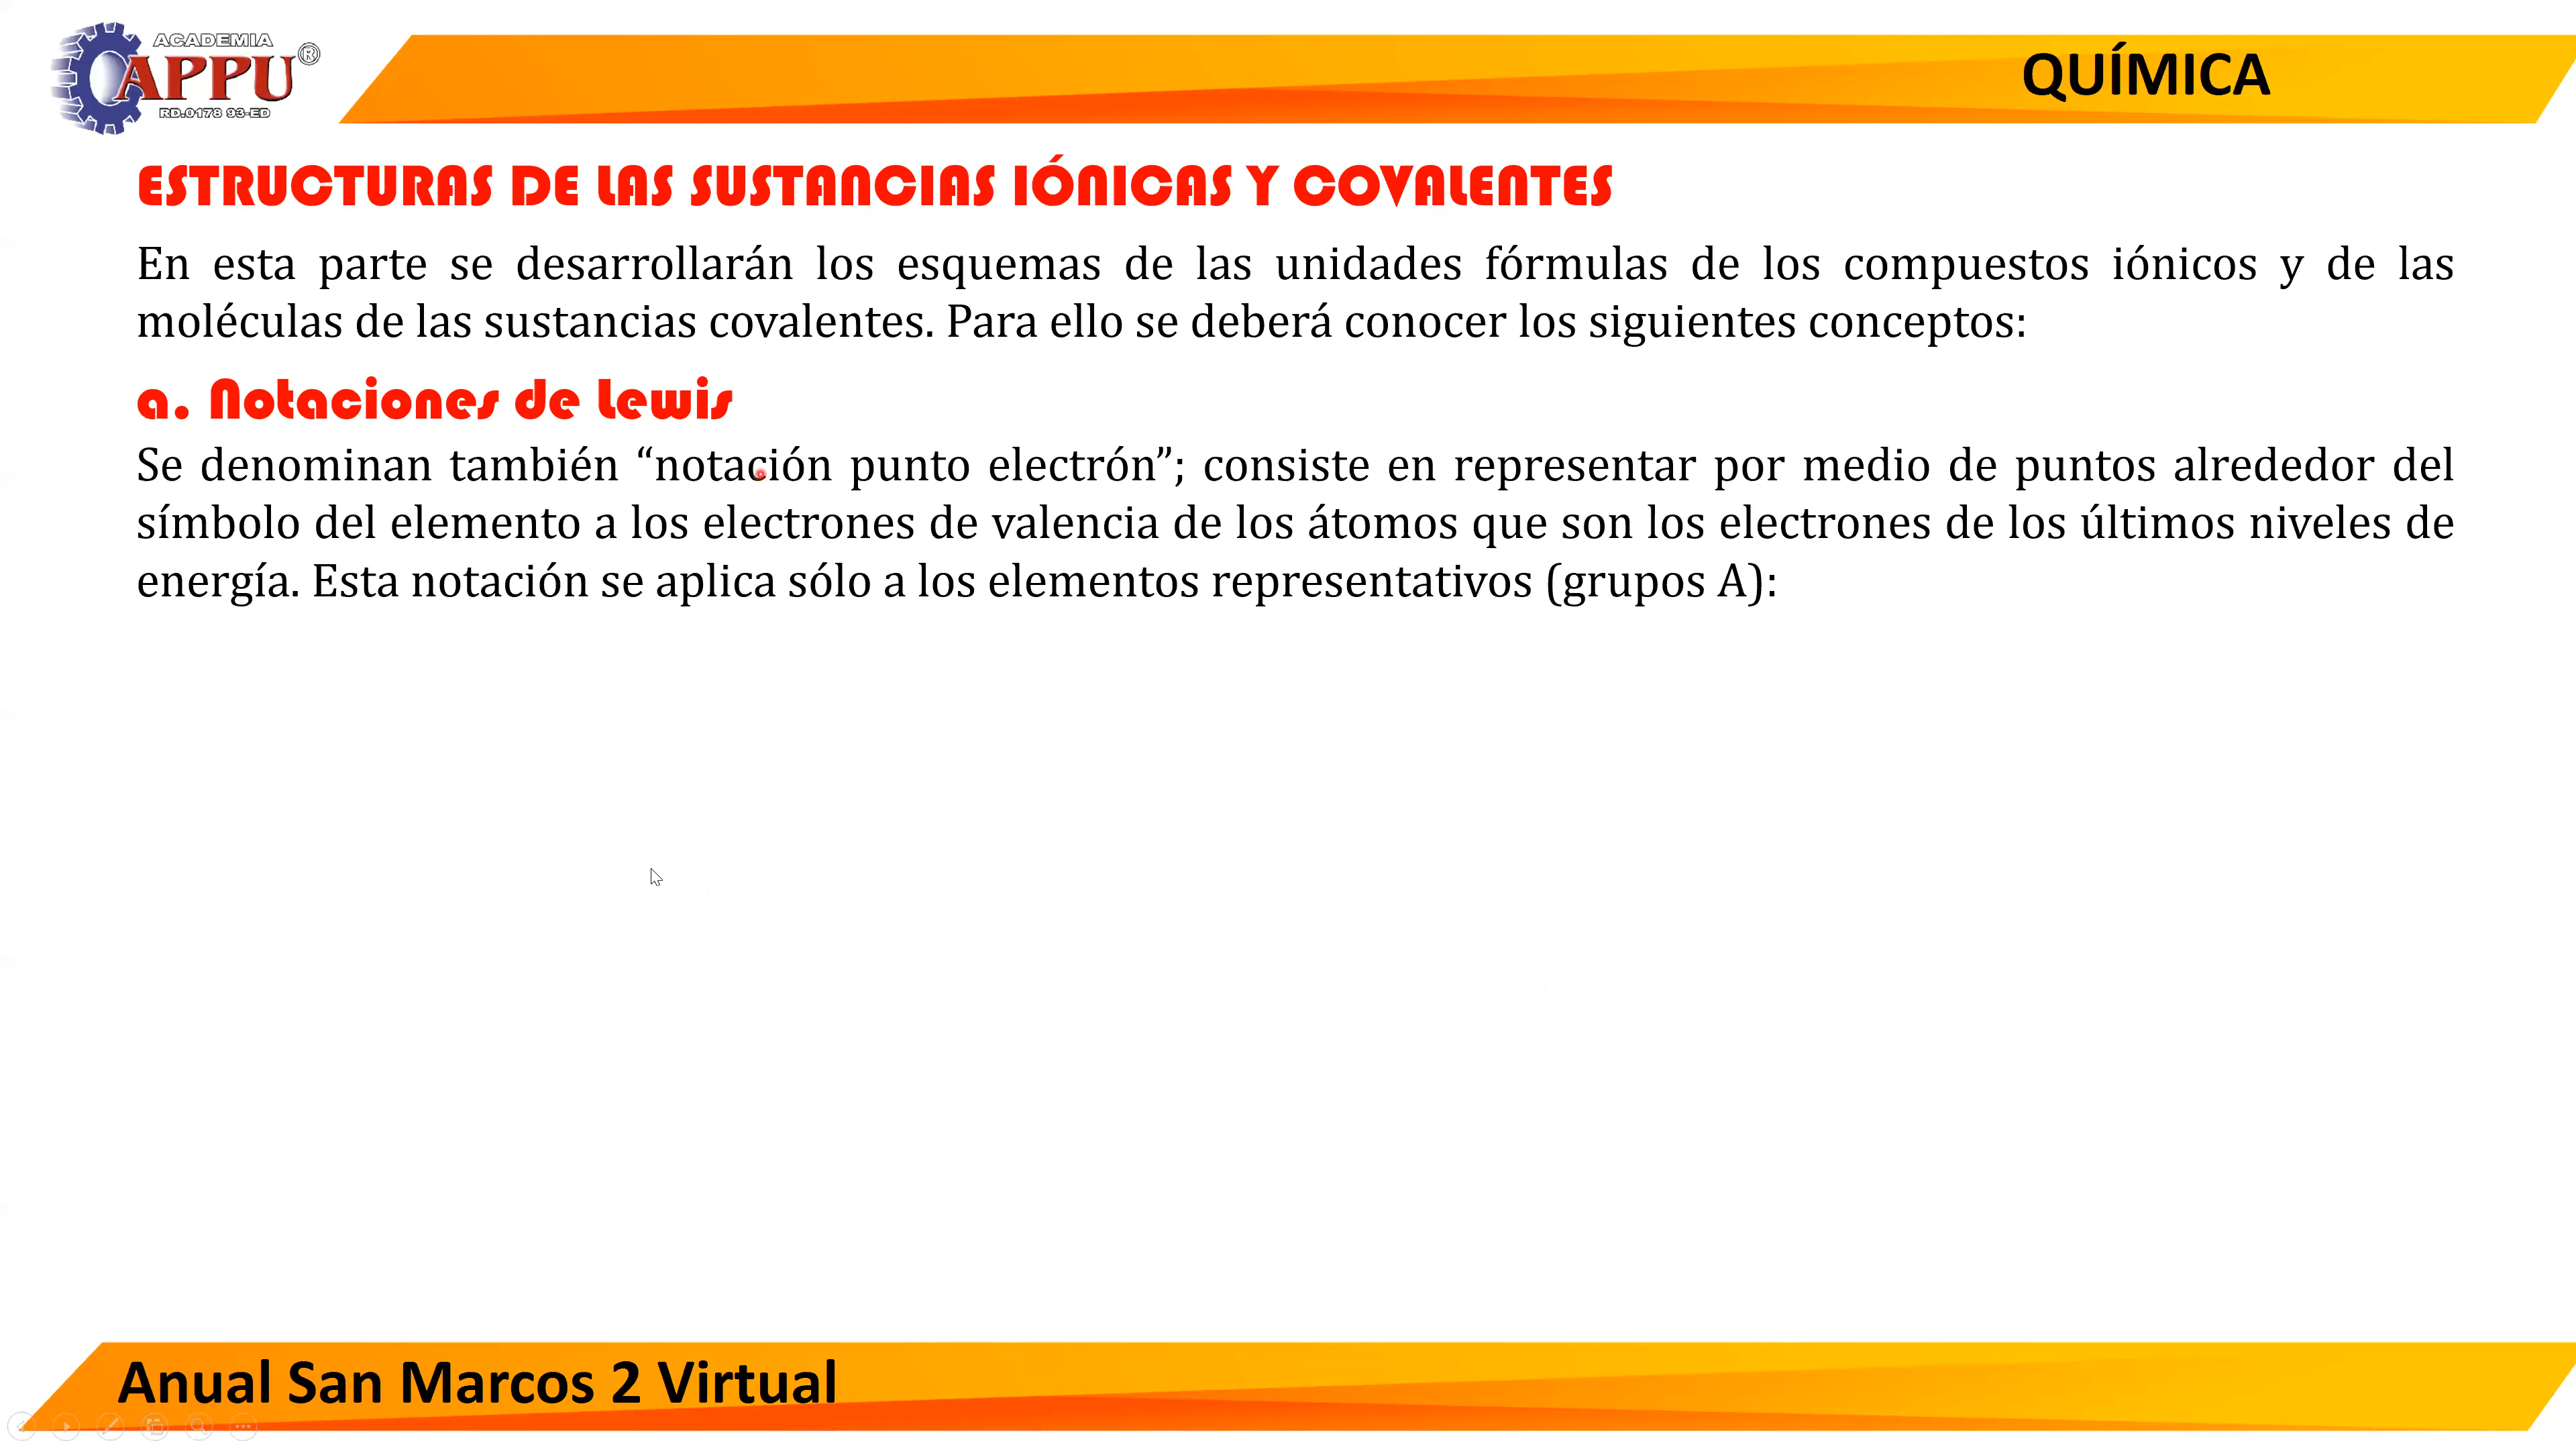 ACADEMIA
APPU®
RD.0178 93-ED
QUÍMICA
ESTRUCTURAS DE LAS SUSTANCIAS IÓNICAS Y COVALENTES
En esta parte se desarrollarán los esquemas de las unidades fórmulas de los compuestos iónicos y de las
moléculas de las sustancias covalentes. Para ello se deberá conocer los siguientes conceptos:
a. Notaciones de Lewis
Se denominan también “notación punto electrón”; consiste en representar por medio de puntos alrededor del
símbolo del elemento a los electrones de valencia de los átomos que son los electrones de los últimos niveles de
energía. Esta notación se aplica sólo a los elementos representativos (grupos A):
Anual San Marcos 2 Virtual